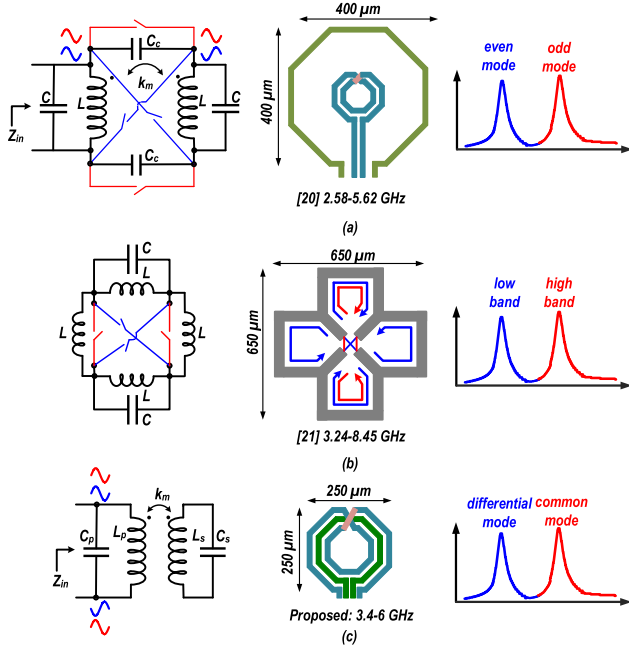 400 µm
C_c
k_m
C
L
L
C
Z_in
C_c
400 µm
even
mode
odd
mode
[20] 2.58-5.62 GHz
(a)
C
L
L
L
L
C
650 µm
650 µm
low
band
high
band
[21] 3.24-8.45 GHz
(b)
k_m
C_p
L_p
L_s
C_s
Z_in
250 µm
250 µm
differential
mode
common
mode
Proposed: 3.4-6 GHz
(c)